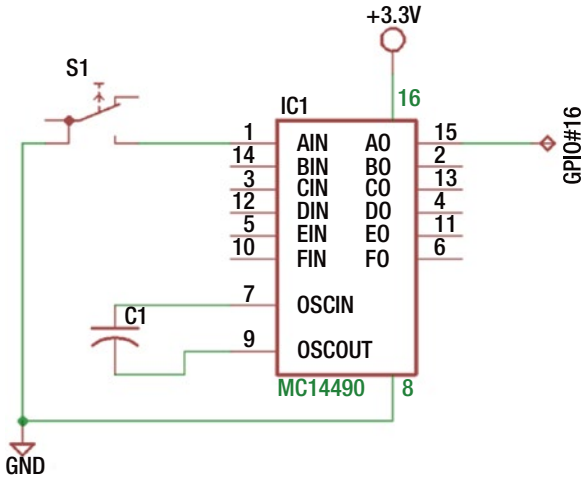 +3.3V
S1
IC1
16
1 AIN AO 15
14 BIN BO 2
3 CIN CO 13
12 DIN DO 4
5 EIN EO 11
10 FIN FO 6
GPIO#16
7 OSCIN
C1
9 OSCOUT
MC14490 8
GND